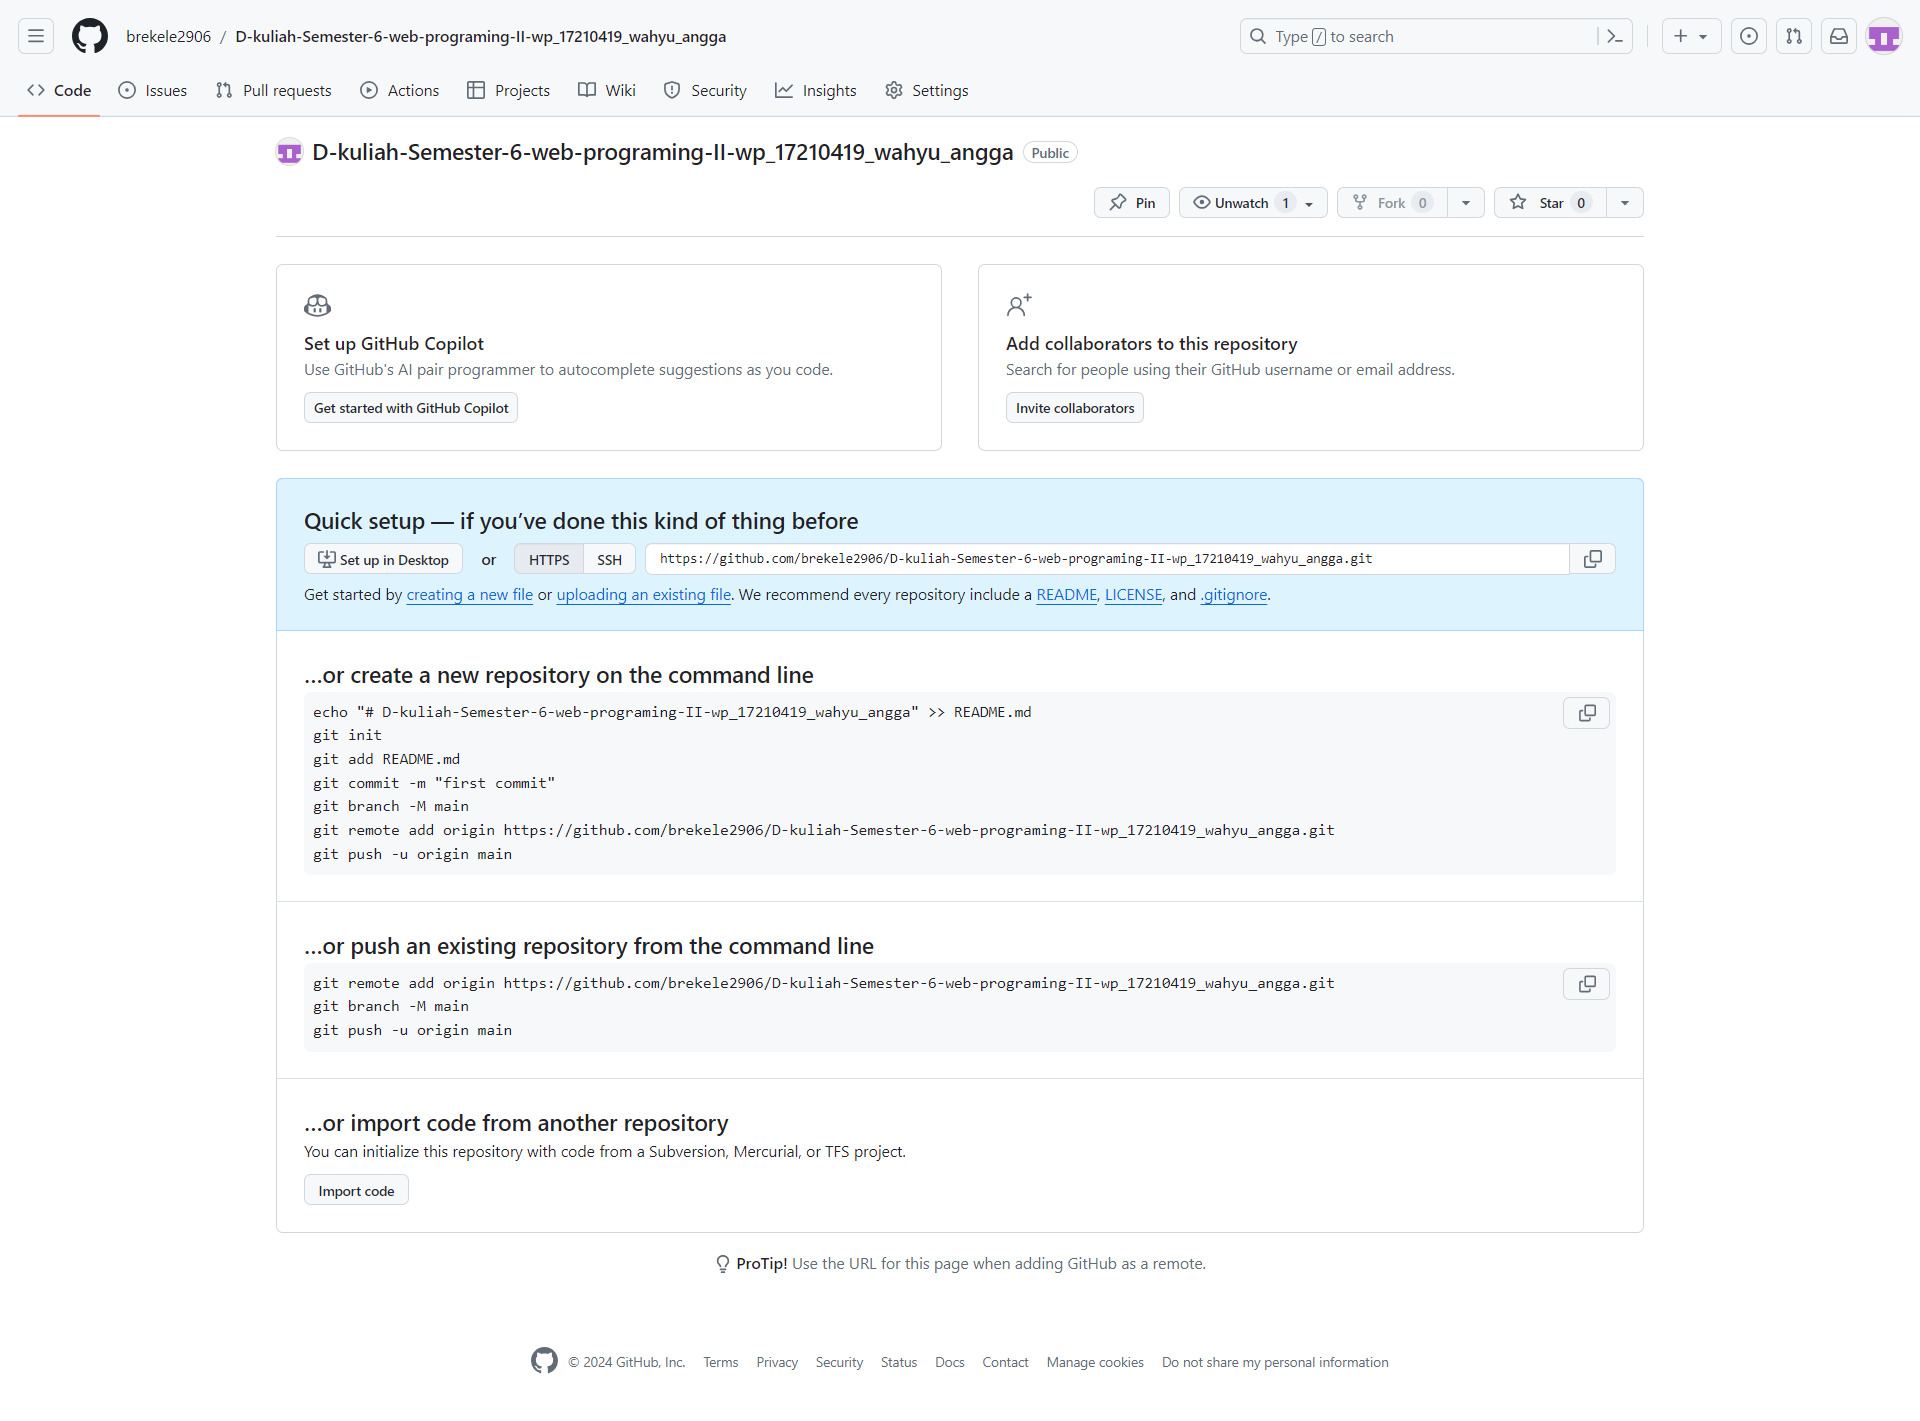 brekele2906 / D-kuliah-Semester-6-web-programing-II-wp_17210419_wahyu_angga
Type / to search
Code Issues Pull requests Actions Projects Wiki Security Insights Settings
D-kuliah-Semester-6-web-programing-II-wp_17210419_wahyu_angga Public
Pin Unwatch 1 Fork 0 Star 0
Set up GitHub Copilot
Use GitHub's AI pair programmer to autocomplete suggestions as you code.
Get started with GitHub Copilot
Add collaborators to this repository
Search for people using their GitHub username or email address.
Invite collaborators
Quick setup — if you’ve done this kind of thing before
Set up in Desktop or HTTPS SSH https://github.com/brekele2906/D-kuliah-Semester-6-web-programing-II-wp_17210419_wahyu_angga.git
Get started by creating a new file or uploading an existing file. We recommend every repository include a README, LICENSE, and .gitignore.
…or create a new repository on the command line
echo "# D-kuliah-Semester-6-web-programing-II-wp_17210419_wahyu_angga" >> README.md
git init
git add README.md
git commit -m "first commit"
git branch -M main
git remote add origin https://github.com/brekele2906/D-kuliah-Semester-6-web-programing-II-wp_17210419_wahyu_angga.git
git push -u origin main
…or push an existing repository from the command line
git remote add origin https://github.com/brekele2906/D-kuliah-Semester-6-web-programing-II-wp_17210419_wahyu_angga.git
git branch -M main
git push -u origin main
…or import code from another repository
You can initialize this repository with code from a Subversion, Mercurial, or TFS project.
Import code
ProTip! Use the URL for this page when adding GitHub as a remote.
© 2024 GitHub, Inc. Terms Privacy Security Status Docs Contact Manage cookies Do not share my personal information